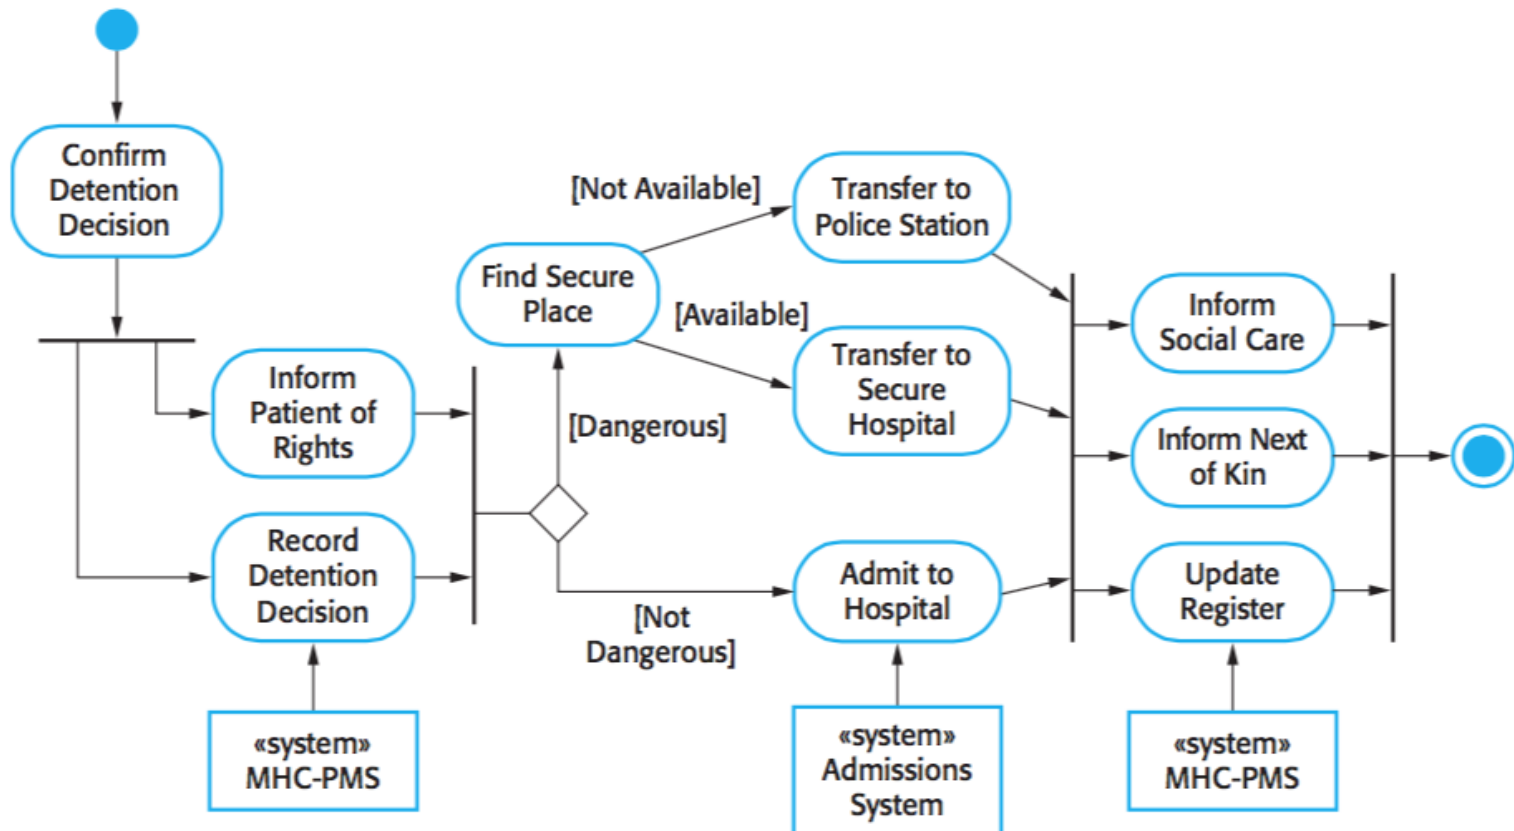 Confirm
Detention
Decision
Inform
Patient of
Rights
Record
Detention
Decision
«system»
MHC-PMS
Find Secure
Place
[Dangerous]
[Not
Dangerous]
[Not Available]
[Available]
Transfer to
Police Station
Transfer to
Secure
Hospital
Admit to
Hospital
«system»
Admissions
System
Inform
Social Care
Inform Next
of Kin
Update
Register
«system»
MHC-PMS